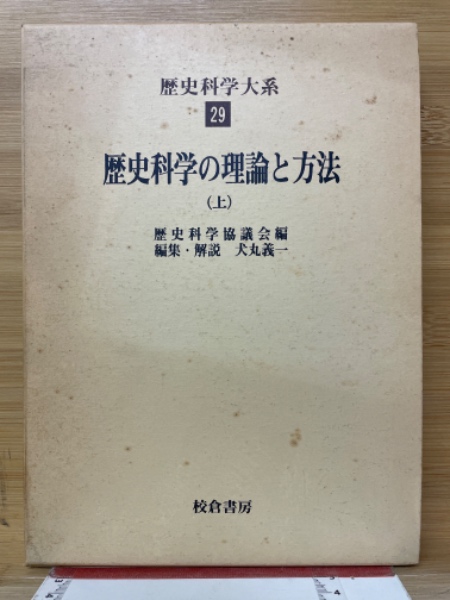 歴史科学大系
29
歴史科学の理論と方法
(上)
歴史科学協議会編
編集・解説 犬丸義一
校倉書房